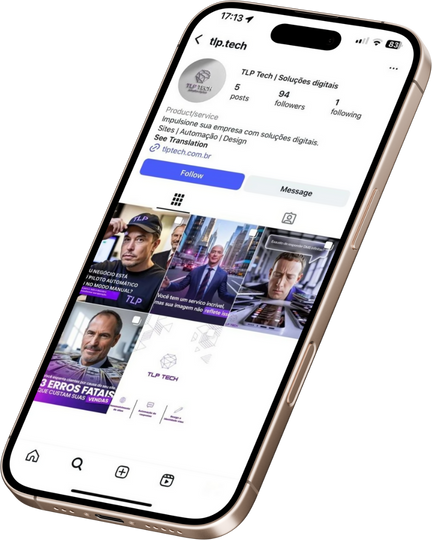 17:13
83
tlp.tech
TLP Tech | Soluções digitais
TLP TECH
5
posts
94
followers
1
following
Product/service
Impulsione sua empresa com soluções digitais.
Sites | Automação | Design
See Translation
tlptech.com.br
Follow
Message
TLP
U NEGÓCIO ESTÁ
PILOTO AUTOMÁTICO
NO MODO MANUAL?
TLP
Você tem um serviço incrível,
mas sua imagem não reflete
3 ERROS FATAIS
QUE CUSTAM SUAS VENDAS
TLP TECH